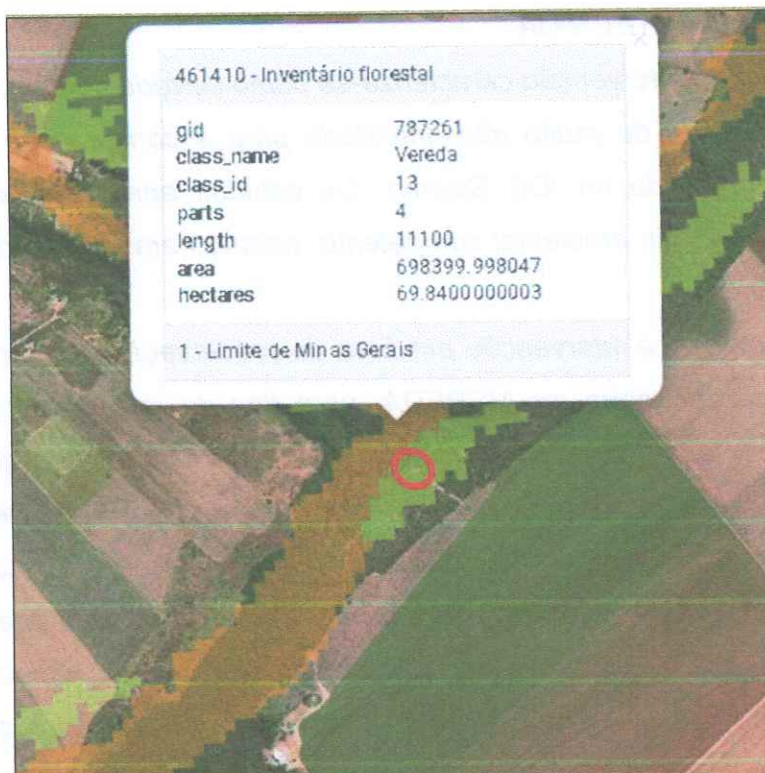 461410 - Inventário florestal
gid 787261
class_name Vereda
class_id 13
parts 4
length 11100
area 698399.998047
hectares 69.8400000003
1 - Limite de Minas Gerais